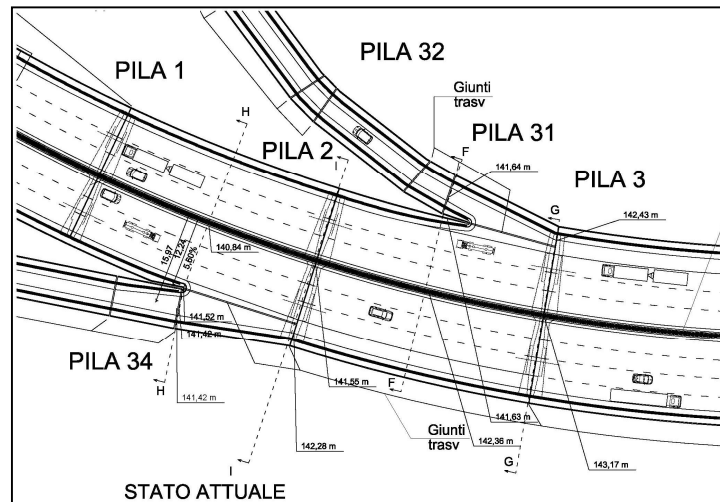 PILA 32
PILA 1
Giunti
trasv
H
F
PILA 31
PILA 2
I
141,64 m
PILA 3
G
142,43 m
15,97
12,24
5,60%
140,84 m
141,52 m
141,42 m
PILA 34
H
141,42 m
141,55 m
F
141,63 m
Giunti
trasv
142,28 m
142,36 m
G
143,17 m
I
STATO ATTUALE